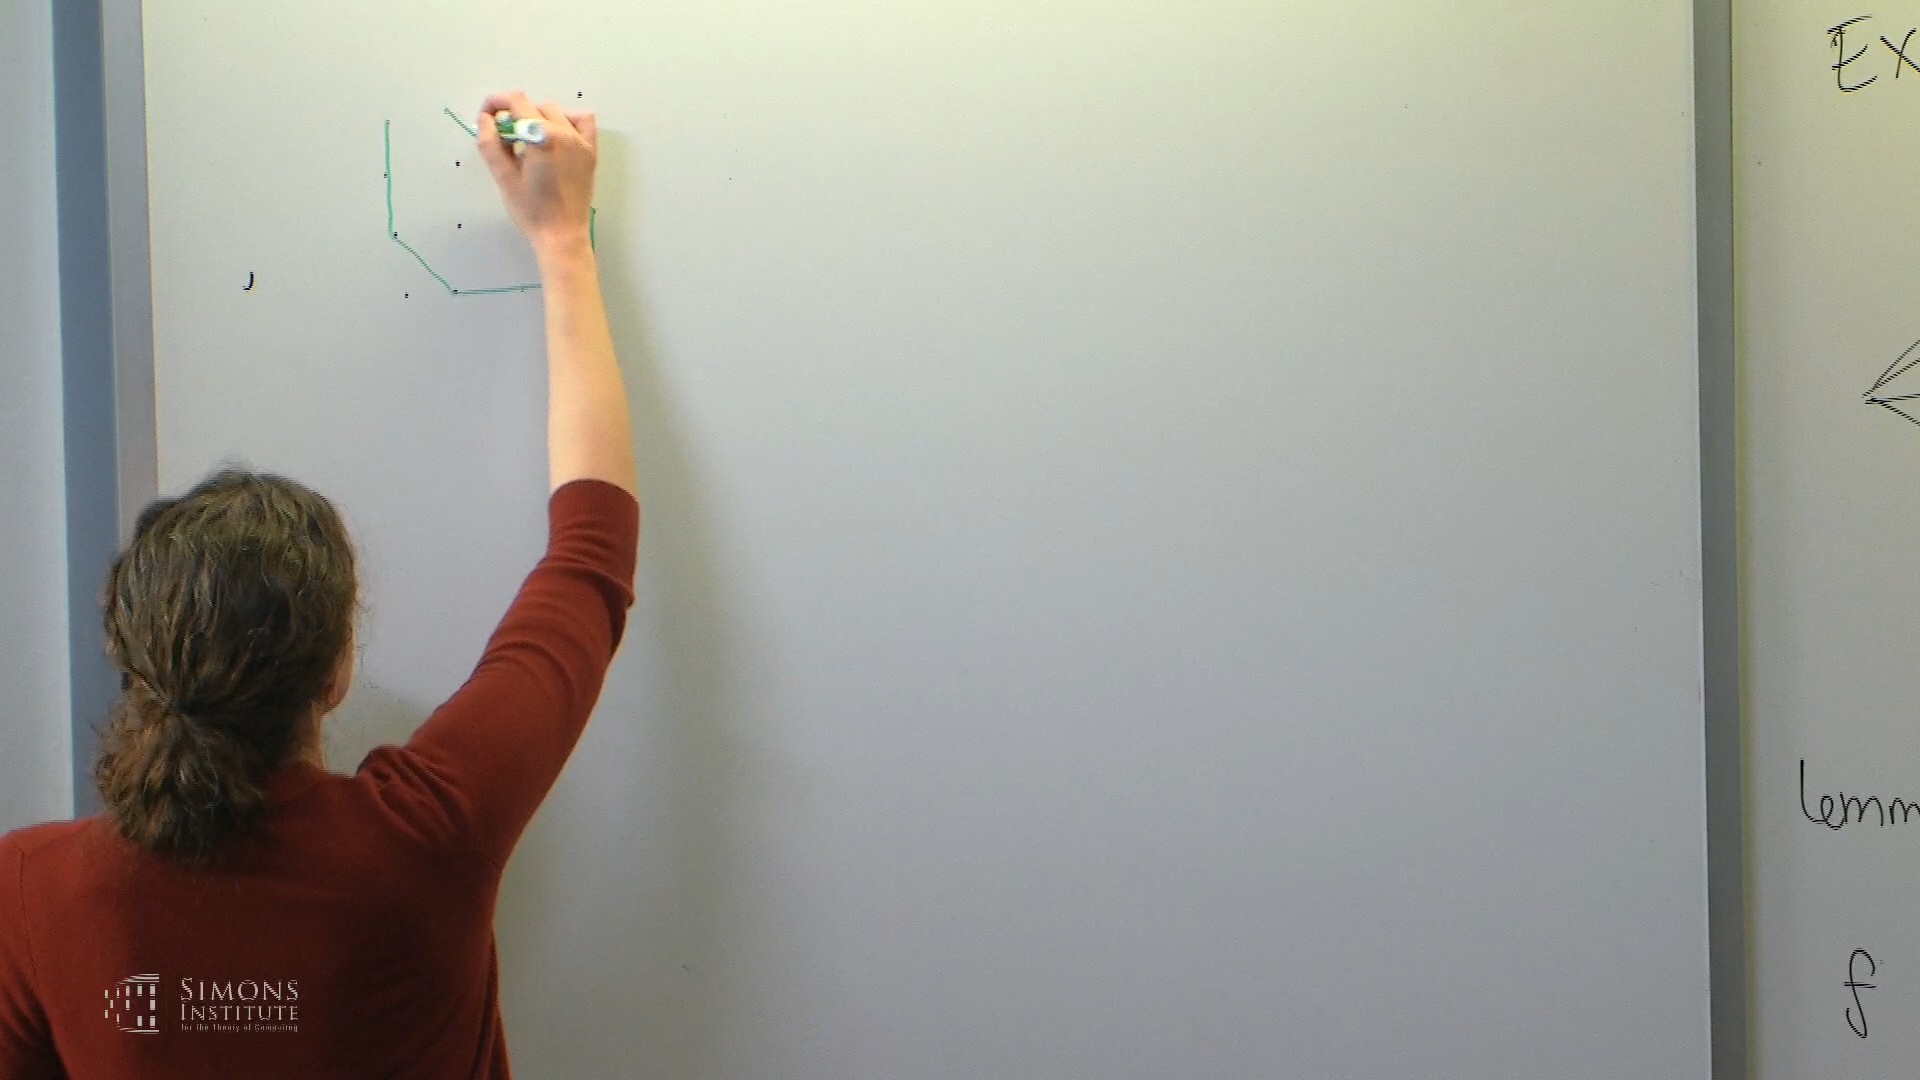 Ex
lemm
f
SIMONS
INSTITUTE
for the Theory of Computing